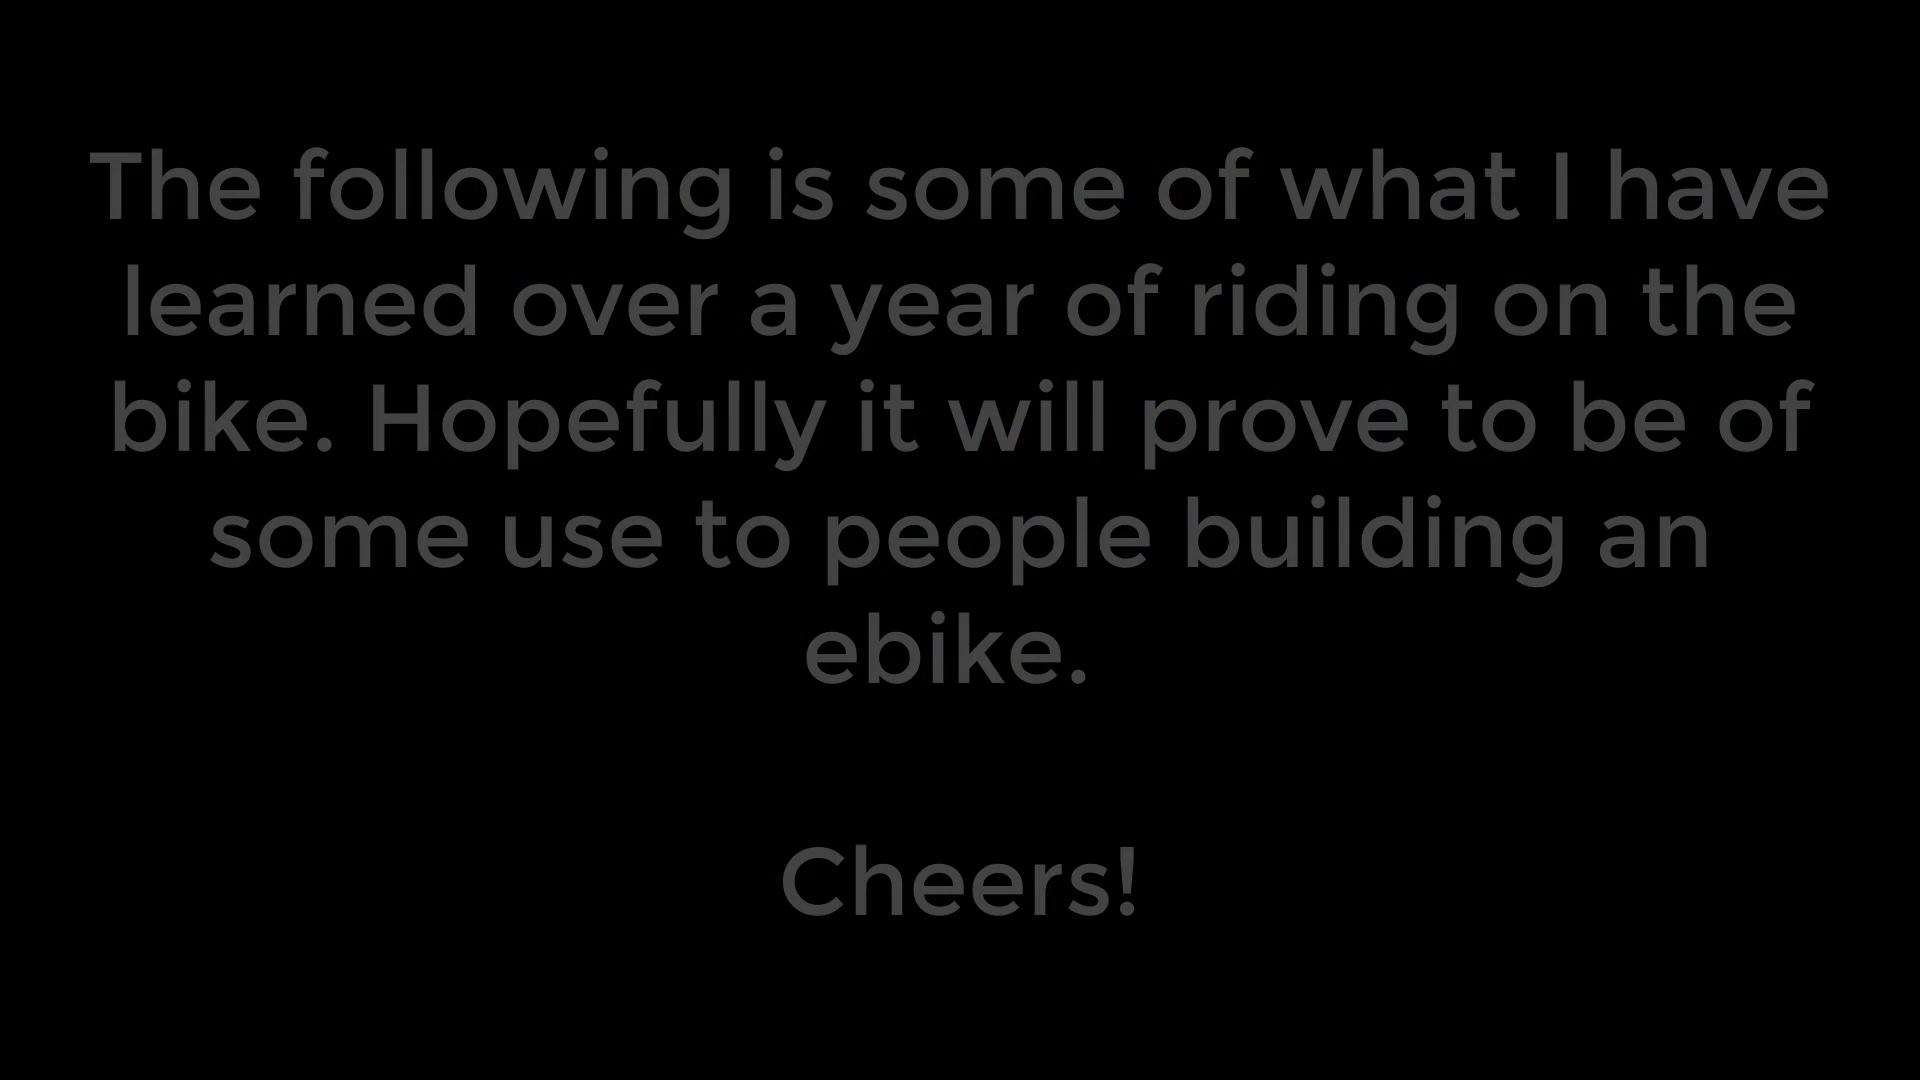 The following is some of what I have
learned over a year of riding on the
bike. Hopefully it will prove to be of
some use to people building an
ebike.
Cheers!